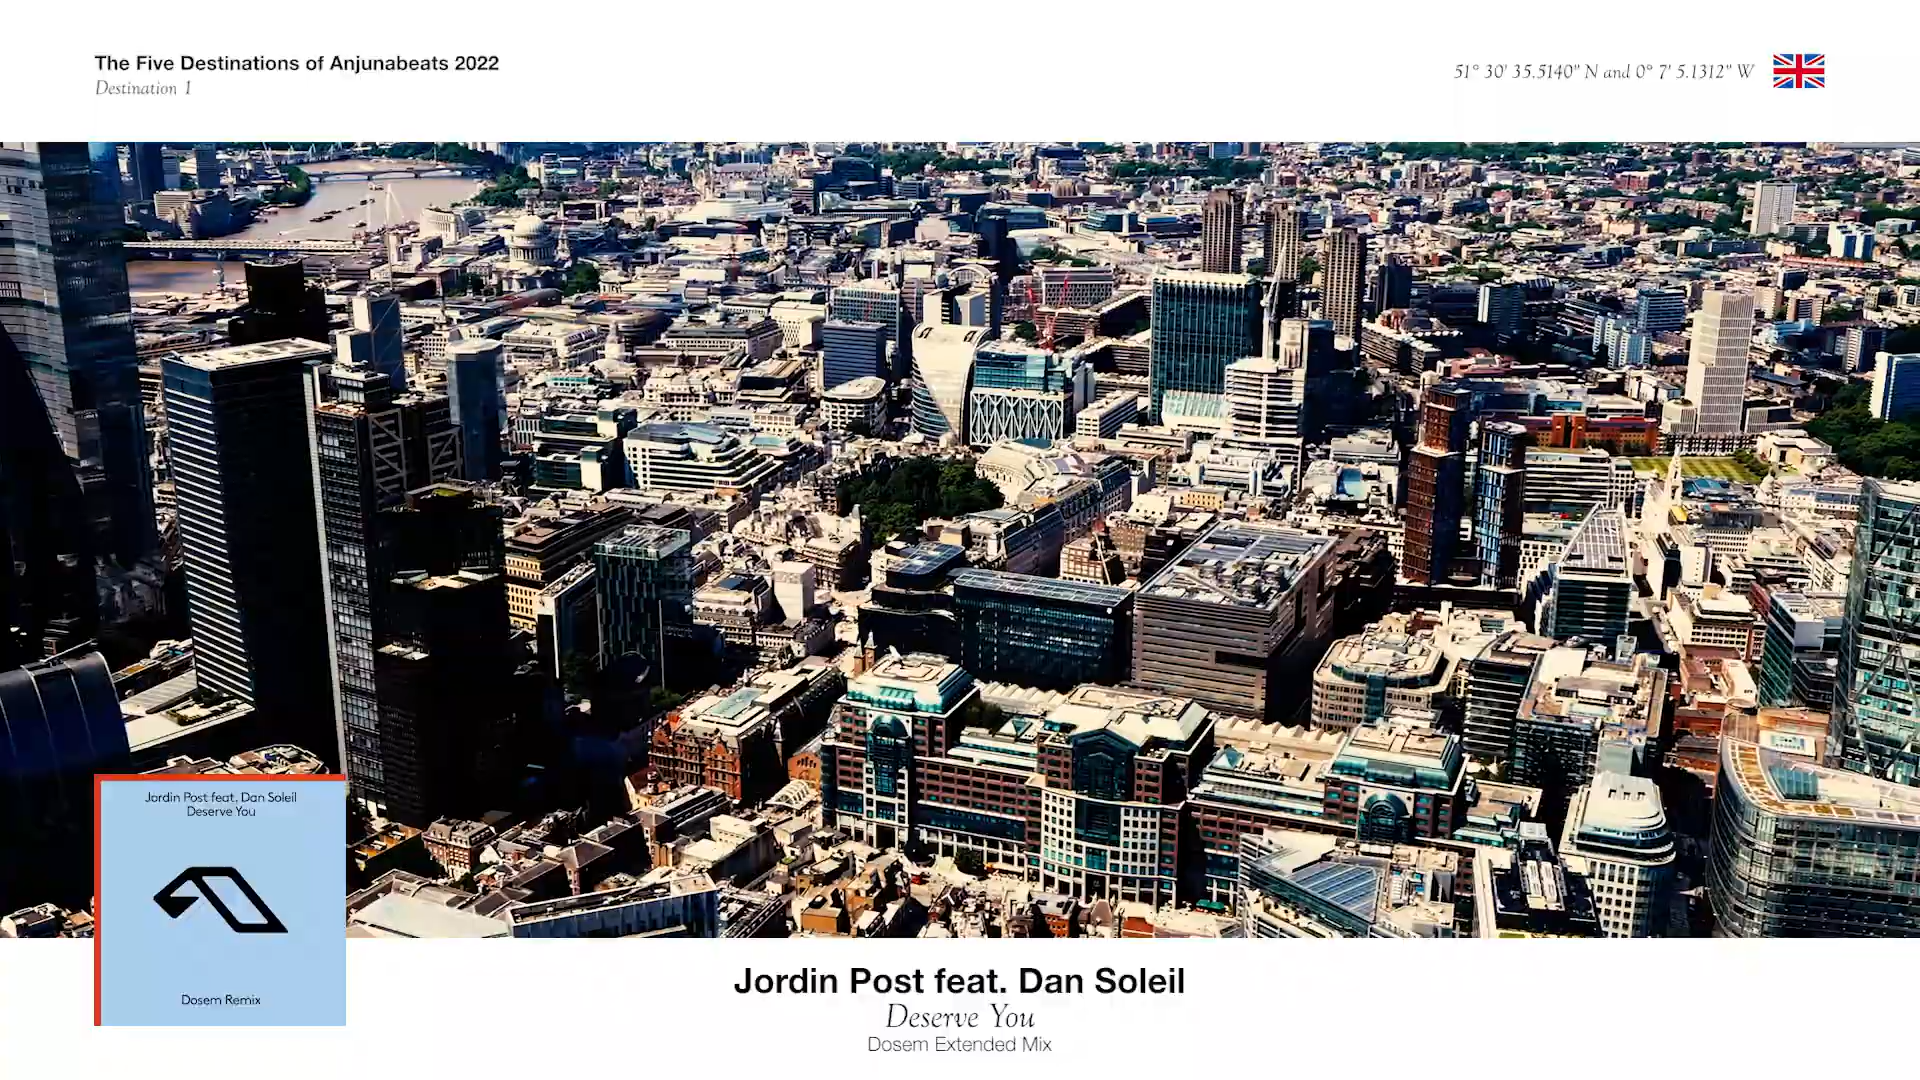 The Five Destinations of Anjunabeats 2022
Destination 1
51° 30' 35.5140" N and 0° 7' 5.1312" W
Jordin Post feat. Dan Soleil
Deserve You
Dosem Remix
Jordin Post feat. Dan Soleil
Deserve You
Dosem Extended Mix